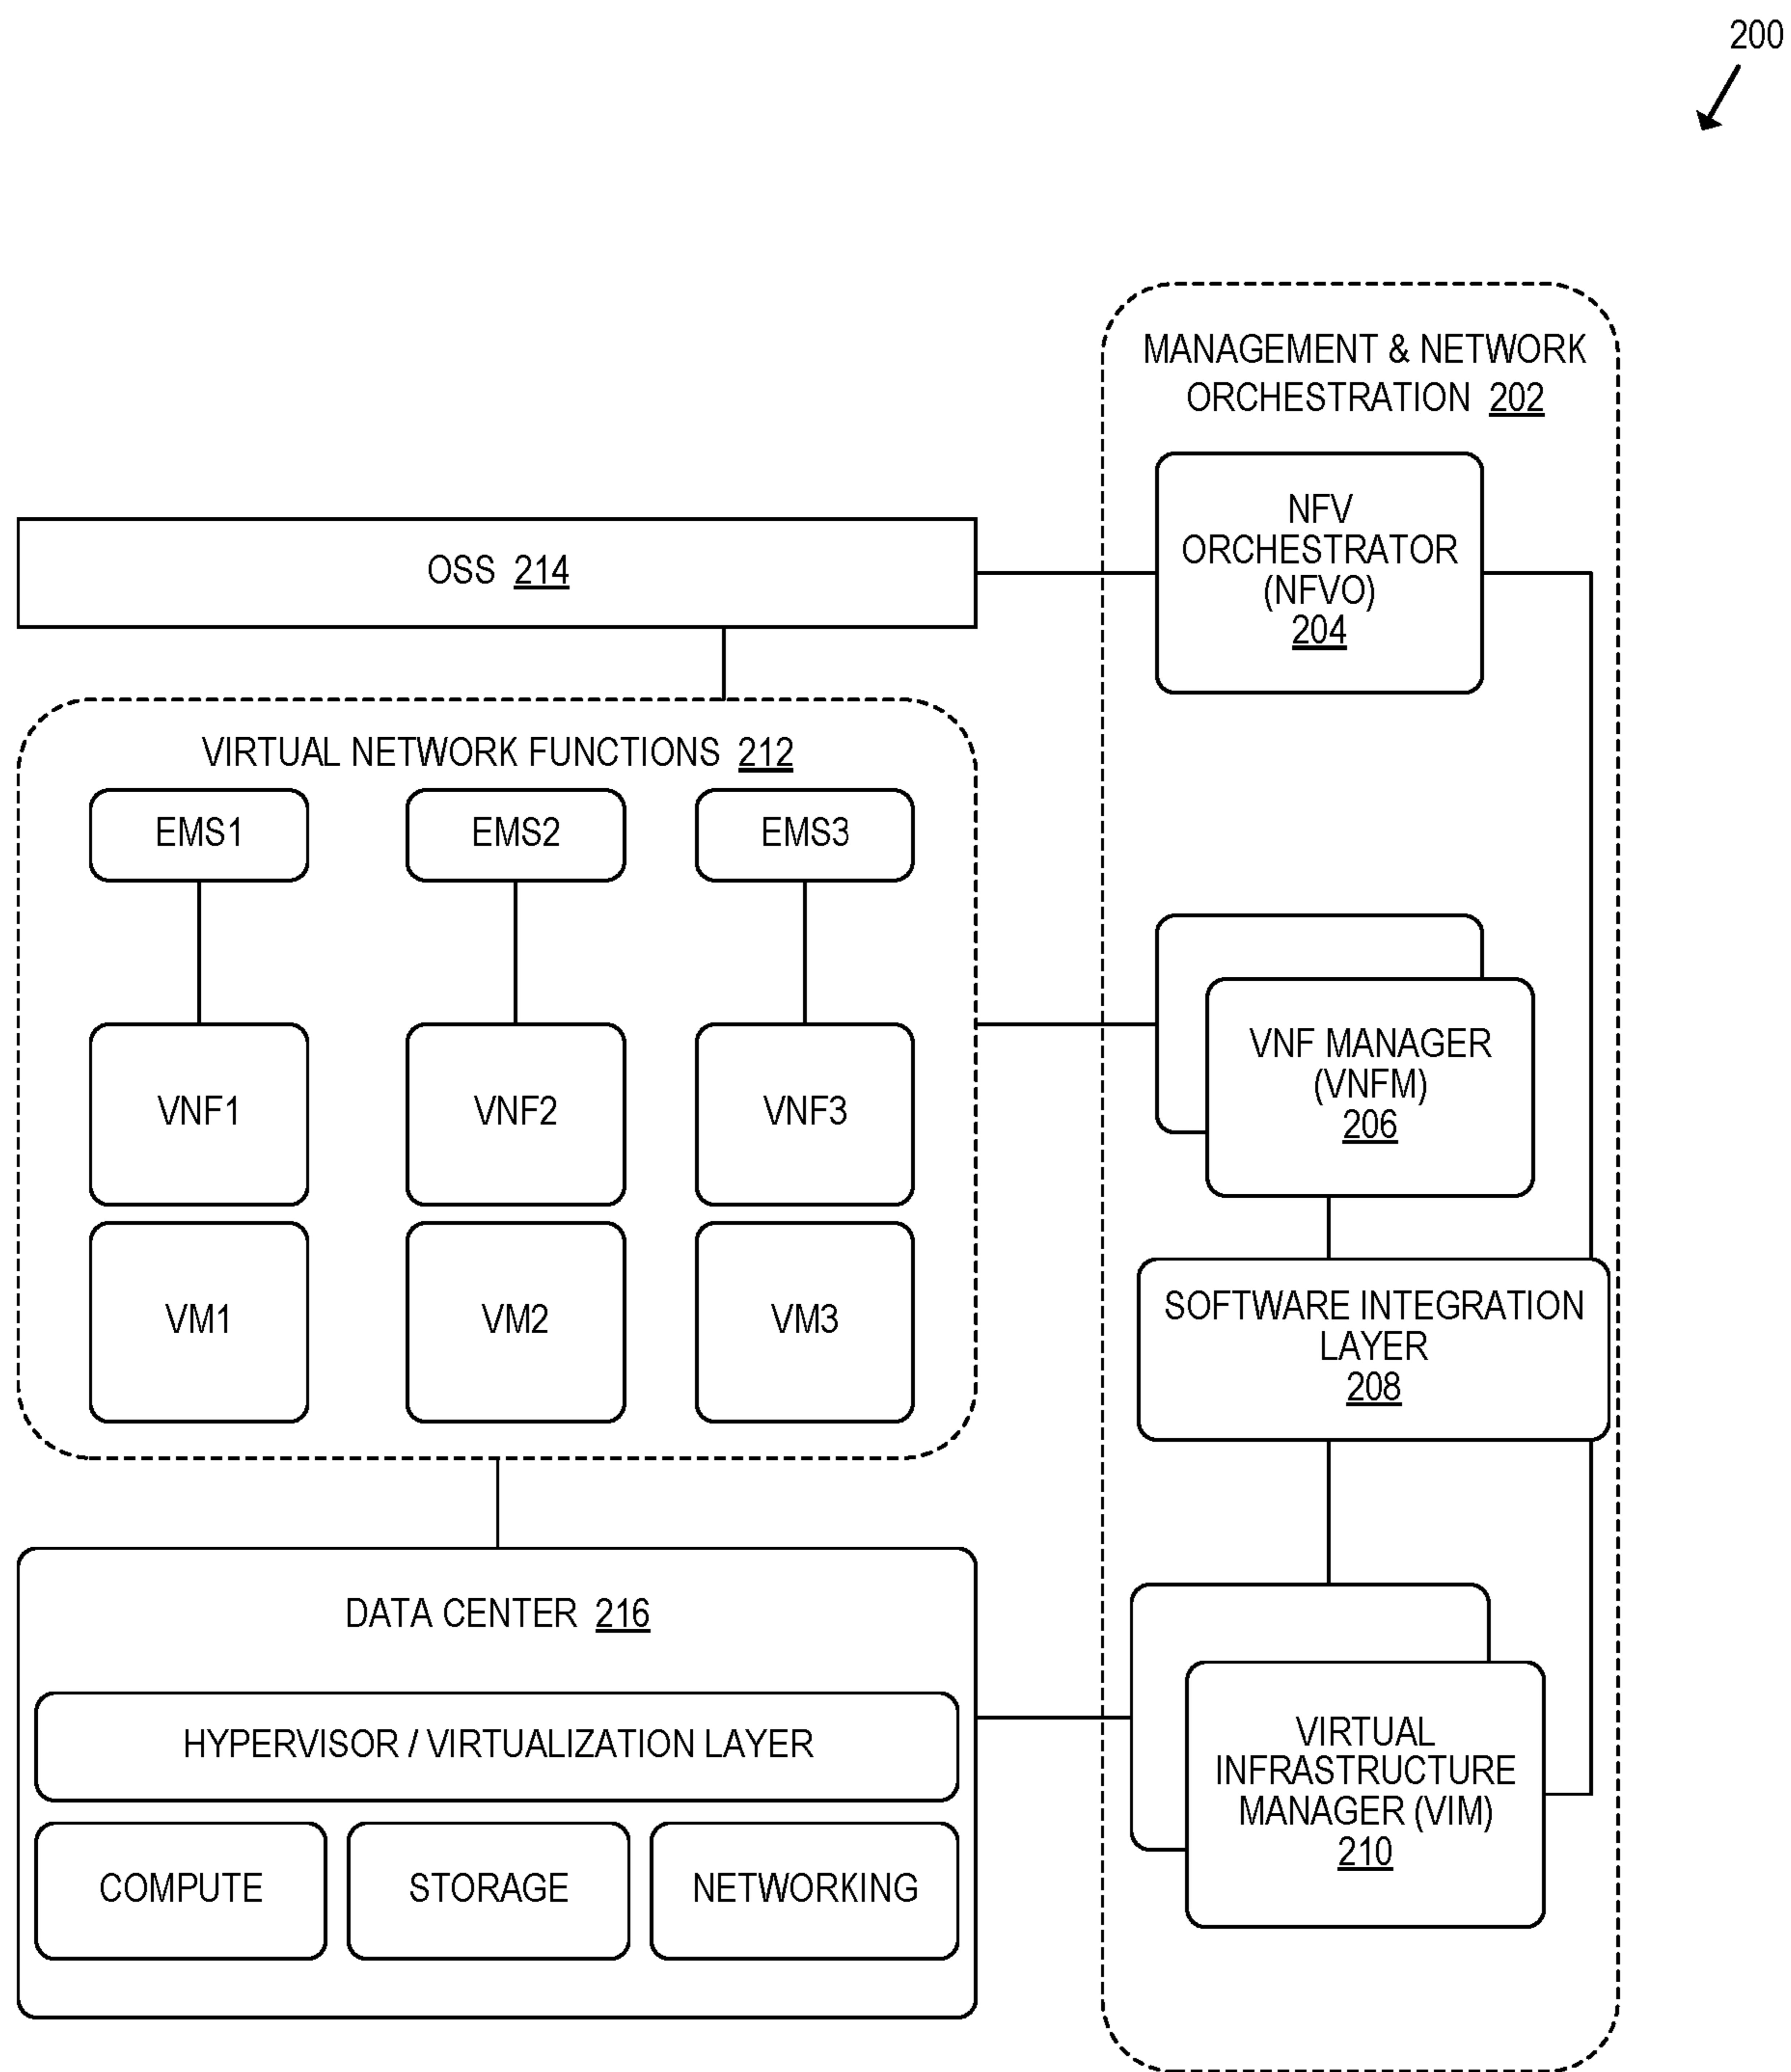 200
MANAGEMENT & NETWORK
ORCHESTRATION 202
NFV
ORCHESTRATOR
(NFVO)
204
OSS 214
VIRTUAL NETWORK FUNCTIONS 212
EMS1
EMS2
EMS3
VNF1
VNF2
VNF3
VM1
VM2
VM3
VNF MANAGER
(VNFM)
206
SOFTWARE INTEGRATION
LAYER
208
DATA CENTER 216
HYPERVISOR / VIRTUALIZATION LAYER
COMPUTE
STORAGE
NETWORKING
VIRTUAL
INFRASTRUCTURE
MANAGER (VIM)
210